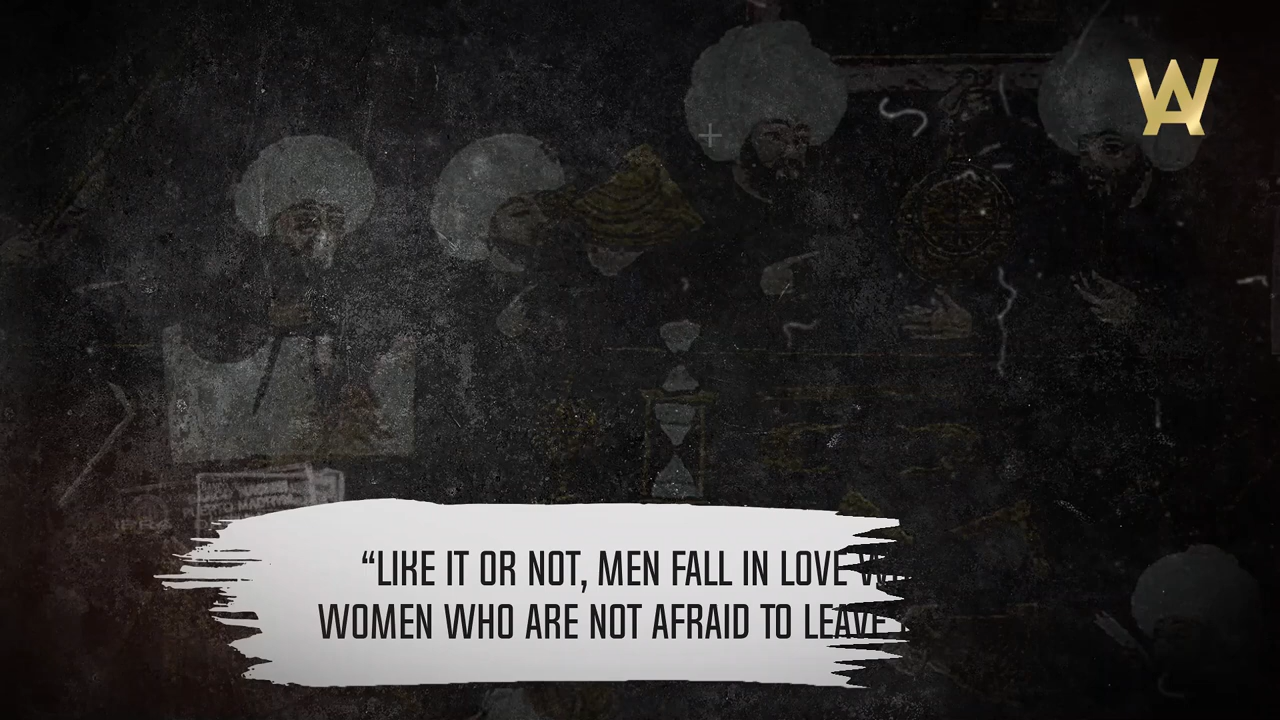 “LIKE IT OR NOT, MEN FALL IN LOVE
WOMEN WHO ARE NOT AFRAID TO LEAVE